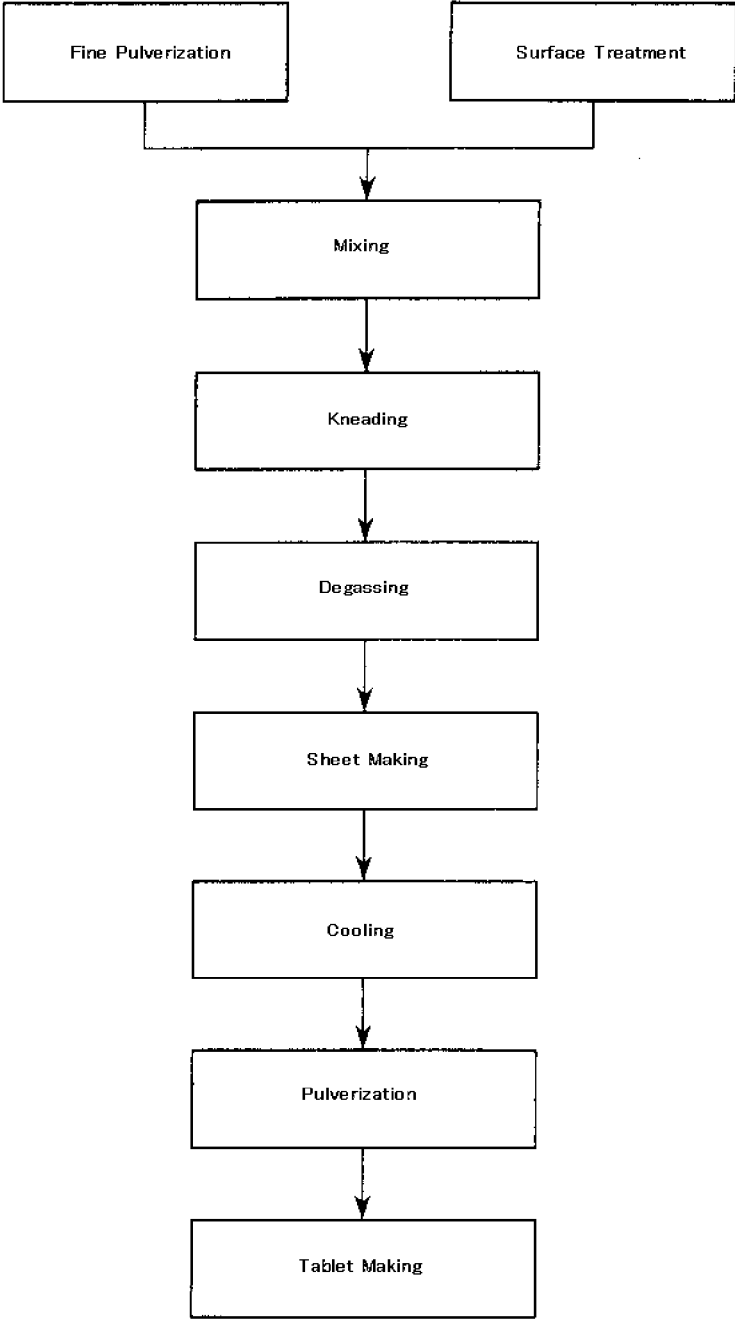 Fine Pulverization
Surface Treatment
Mixing
Kneading
Degassing
Sheet Making
Cooling
Pulverization
Tablet Making